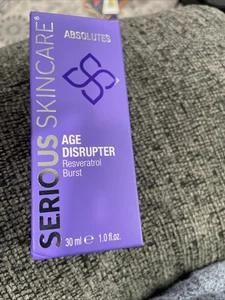 SERIOUS SKINCARE®
ABSOLUTES
AGE
DISRUPTER
Resveratrol
Burst
30 ml ℮ 1.0 fl.oz.